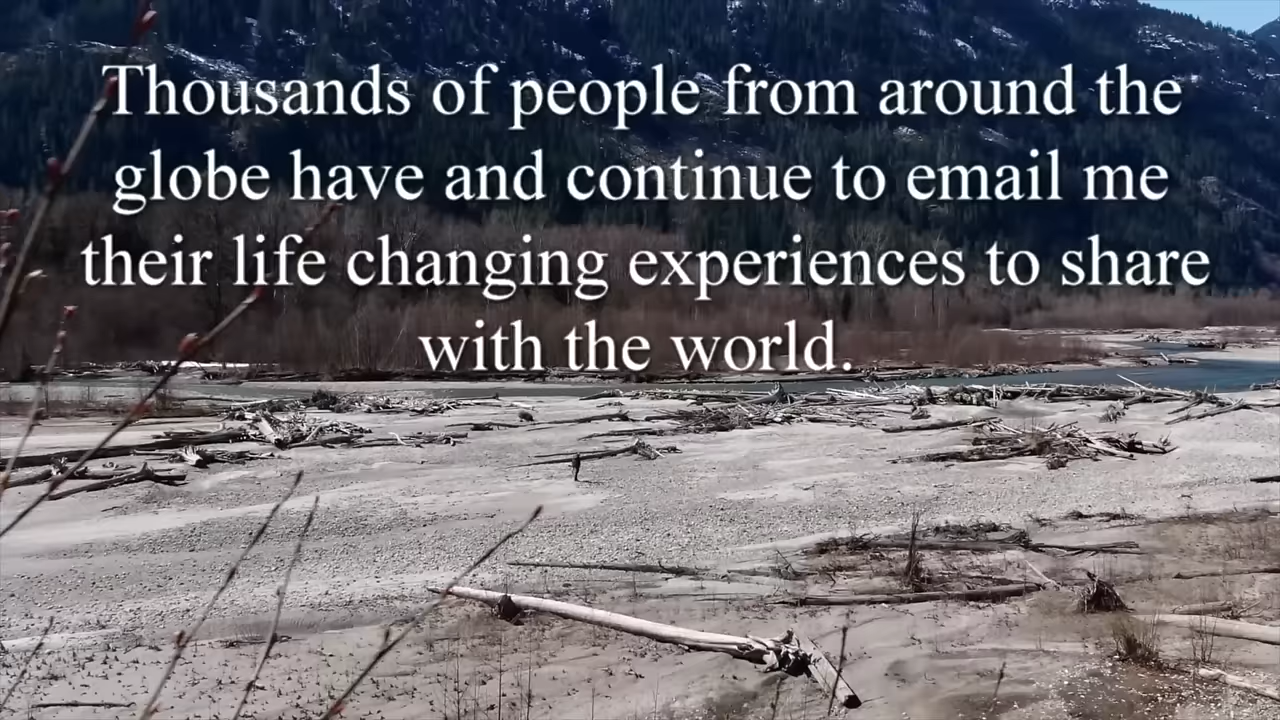 Thousands of people from around the
globe have and continue to email me
their life changing experiences to share
with the world.